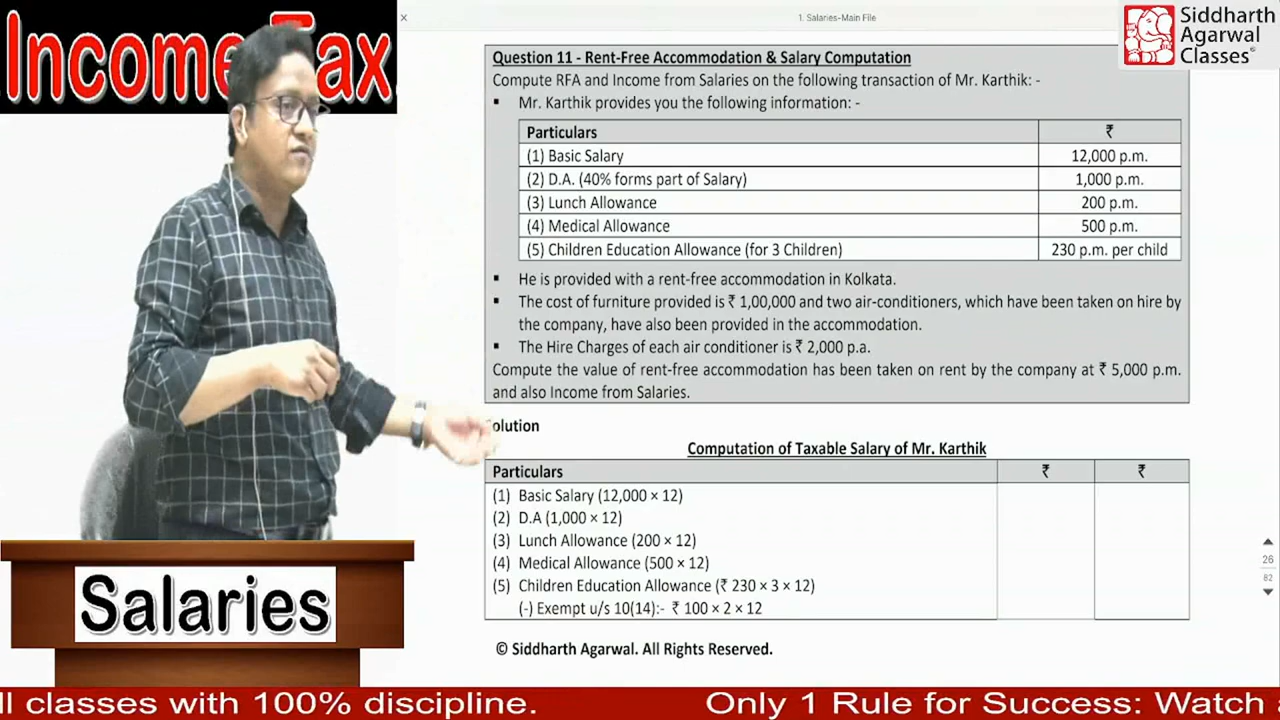 Income Tax
×
1. Salaries-Main File
Siddharth
Agarwal
Classes
Question 11 - Rent-Free Accommodation & Salary Computation
Compute RFA and Income from Salaries on the following transaction of Mr. Karthik: -
▪ Mr. Karthik provides you the following information: -
Particulars ₹
(1) Basic Salary 12,000 p.m.
(2) D.A. (40% forms part of Salary) 1,000 p.m.
(3) Lunch Allowance 200 p.m.
(4) Medical Allowance 500 p.m.
(5) Children Education Allowance (for 3 Children) 230 p.m. per child
▪ He is provided with a rent-free accommodation in Kolkata.
▪ The cost of furniture provided is ₹ 1,00,000 and two air-conditioners, which have been taken on hire by
the company, have also been provided in the accommodation.
▪ The Hire Charges of each air conditioner is ₹ 2,000 p.a.
Compute the value of rent-free accommodation has been taken on rent by the company at ₹ 5,000 p.m.
and also Income from Salaries.
olution
Computation of Taxable Salary of Mr. Karthik
Particulars ₹ ₹
(1) Basic Salary (12,000 × 12)
(2) D.A (1,000 × 12)
(3) Lunch Allowance (200 × 12)
(4) Medical Allowance (500 × 12)
(5) Children Education Allowance (₹ 230 × 3 × 12)
(-) Exempt u/s 10(14):- ₹ 100 × 2 × 12
26
82
© Siddharth Agarwal. All Rights Reserved.
Salaries
ll classes with 100% discipline. Only 1 Rule for Success: Watch